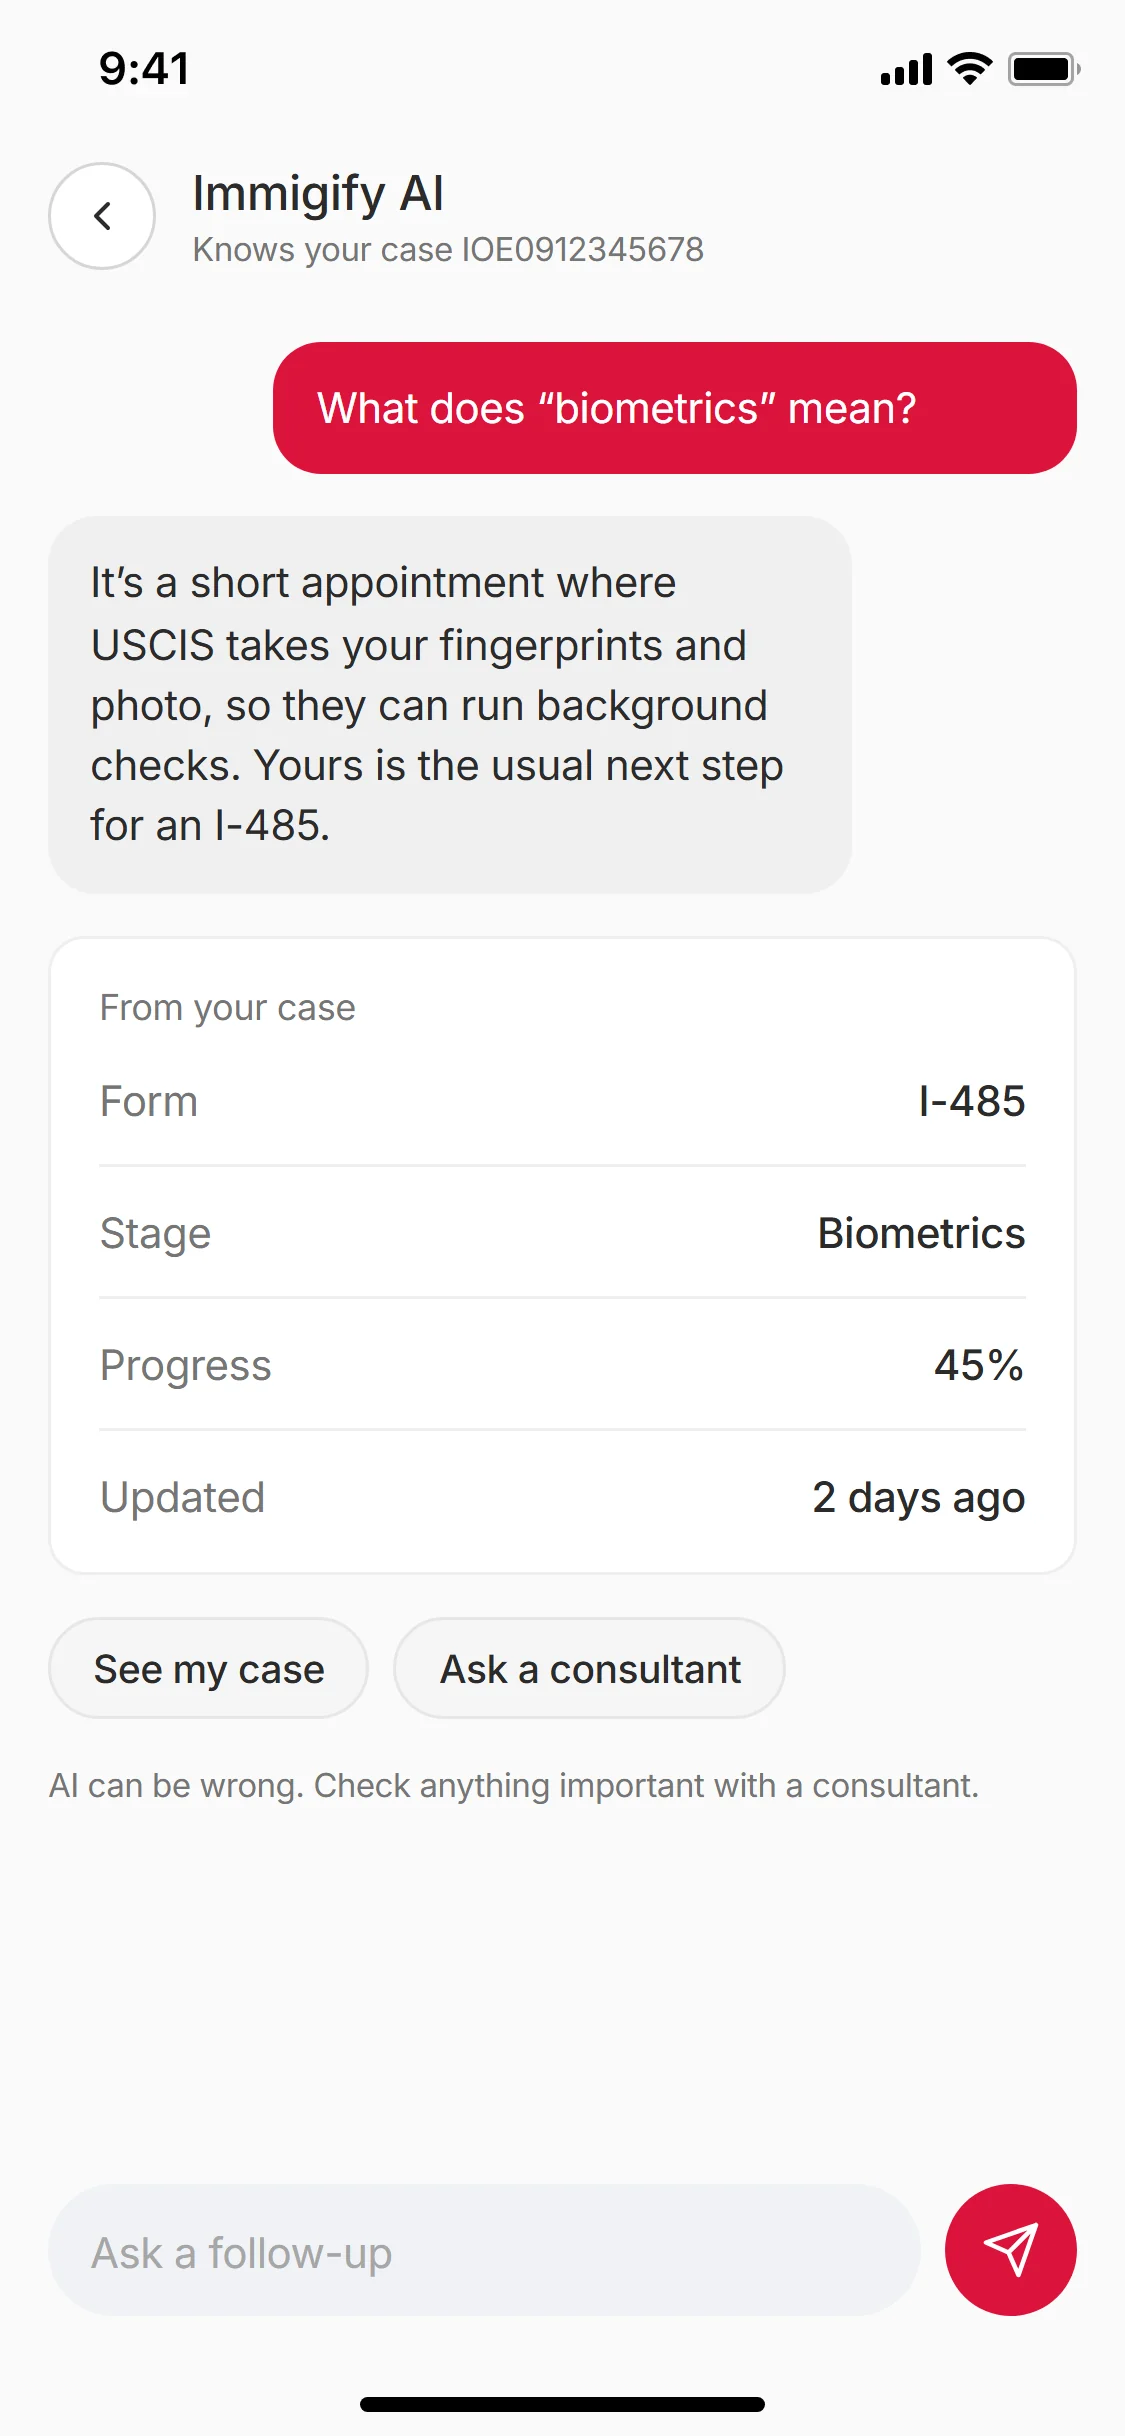 9:41
Immigify AI
Knows your case IOE0912345678
What does “biometrics” mean?
It’s a short appointment where
USCIS takes your fingerprints and
photo, so they can run background
checks. Yours is the usual next step
for an I-485.
From your case
Form I-485
Stage Biometrics
Progress 45%
Updated 2 days ago
See my case Ask a consultant
AI can be wrong. Check anything important with a consultant.
Ask a follow-up